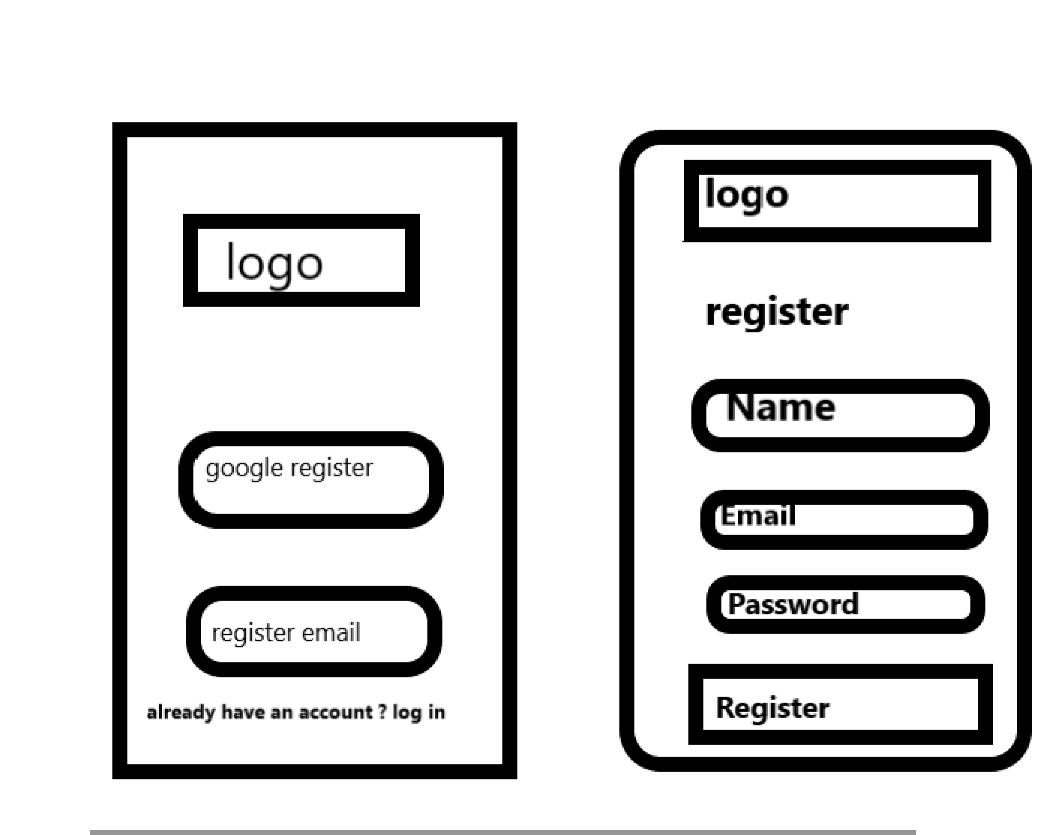 logo
google register
register email
already have an account ? log in
logo
register
Name
Email
Password
Register